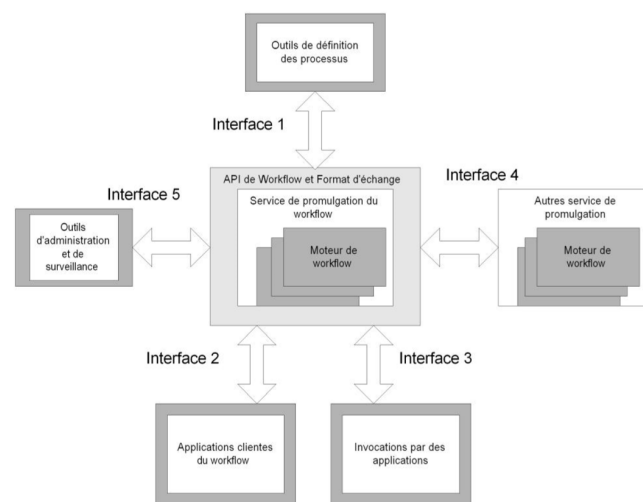 Outils de définition
des processus
Interface 1
API de Workflow et Format d'échange
Interface 5
Interface 4
Service de promulgation du
workflow
Autres service de
promulgation
Outils
d'administration
et de
surveillance
Moteur de
workflow
Moteur de
workflow
Interface 2
Interface 3
Applications clientes
du workflow
Invocations par des
applications